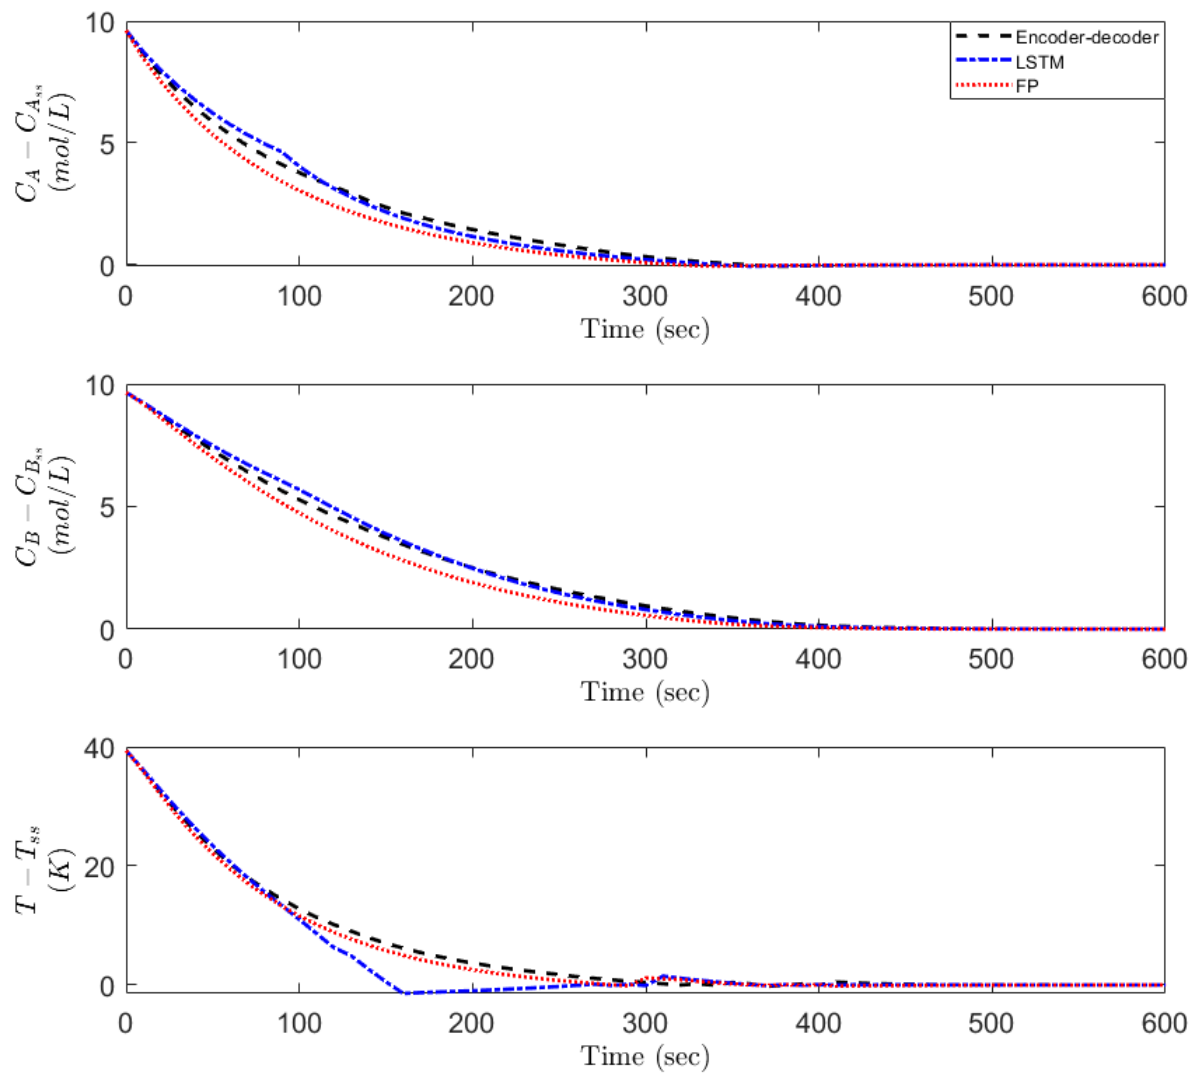 10
5
0
C_A − C_{A_{ss}}
(mol/L)
Encoder-decoder
LSTM
FP
0 100 200 300 400 500 600
Time (sec)
10
5
0
C_B − C_{B_{ss}}
(mol/L)
0 100 200 300 400 500 600
Time (sec)
40
20
0
T − T_{ss}
(K)
0 100 200 300 400 500 600
Time (sec)